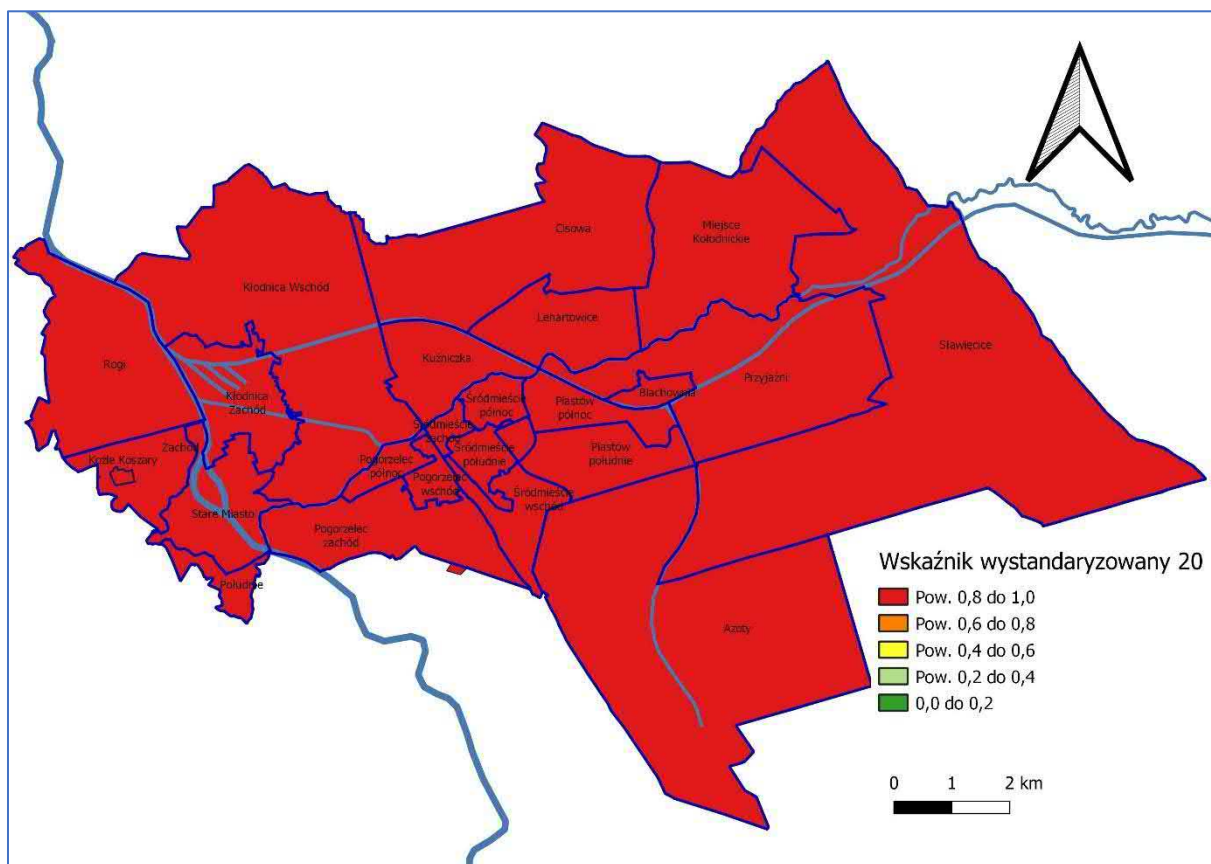 Cisowa
Miejsce
Kołodnickie
Kłodnica Wschód
Lenartowice
Sławięcice
Rogi
Kuźniczka
Przyjaźni
Blachownia
Kłodnica
Zachód
Śródmieście
północ
Piastów
północ
Śródmieście
zachód
Zachód
Śródmieście
południe
Piastów
południe
Koźle Koszary
Pogorzelec
północ
Pogorzelec
wschód
Śródmieście
wschód
Stare Miasto
Pogorzelec
zachód
Południe
Azoty
Wskaźnik wystandaryzowany 20
Pow. 0,8 do 1,0
Pow. 0,6 do 0,8
Pow. 0,4 do 0,6
Pow. 0,2 do 0,4
0,0 do 0,2
0 1 2 km